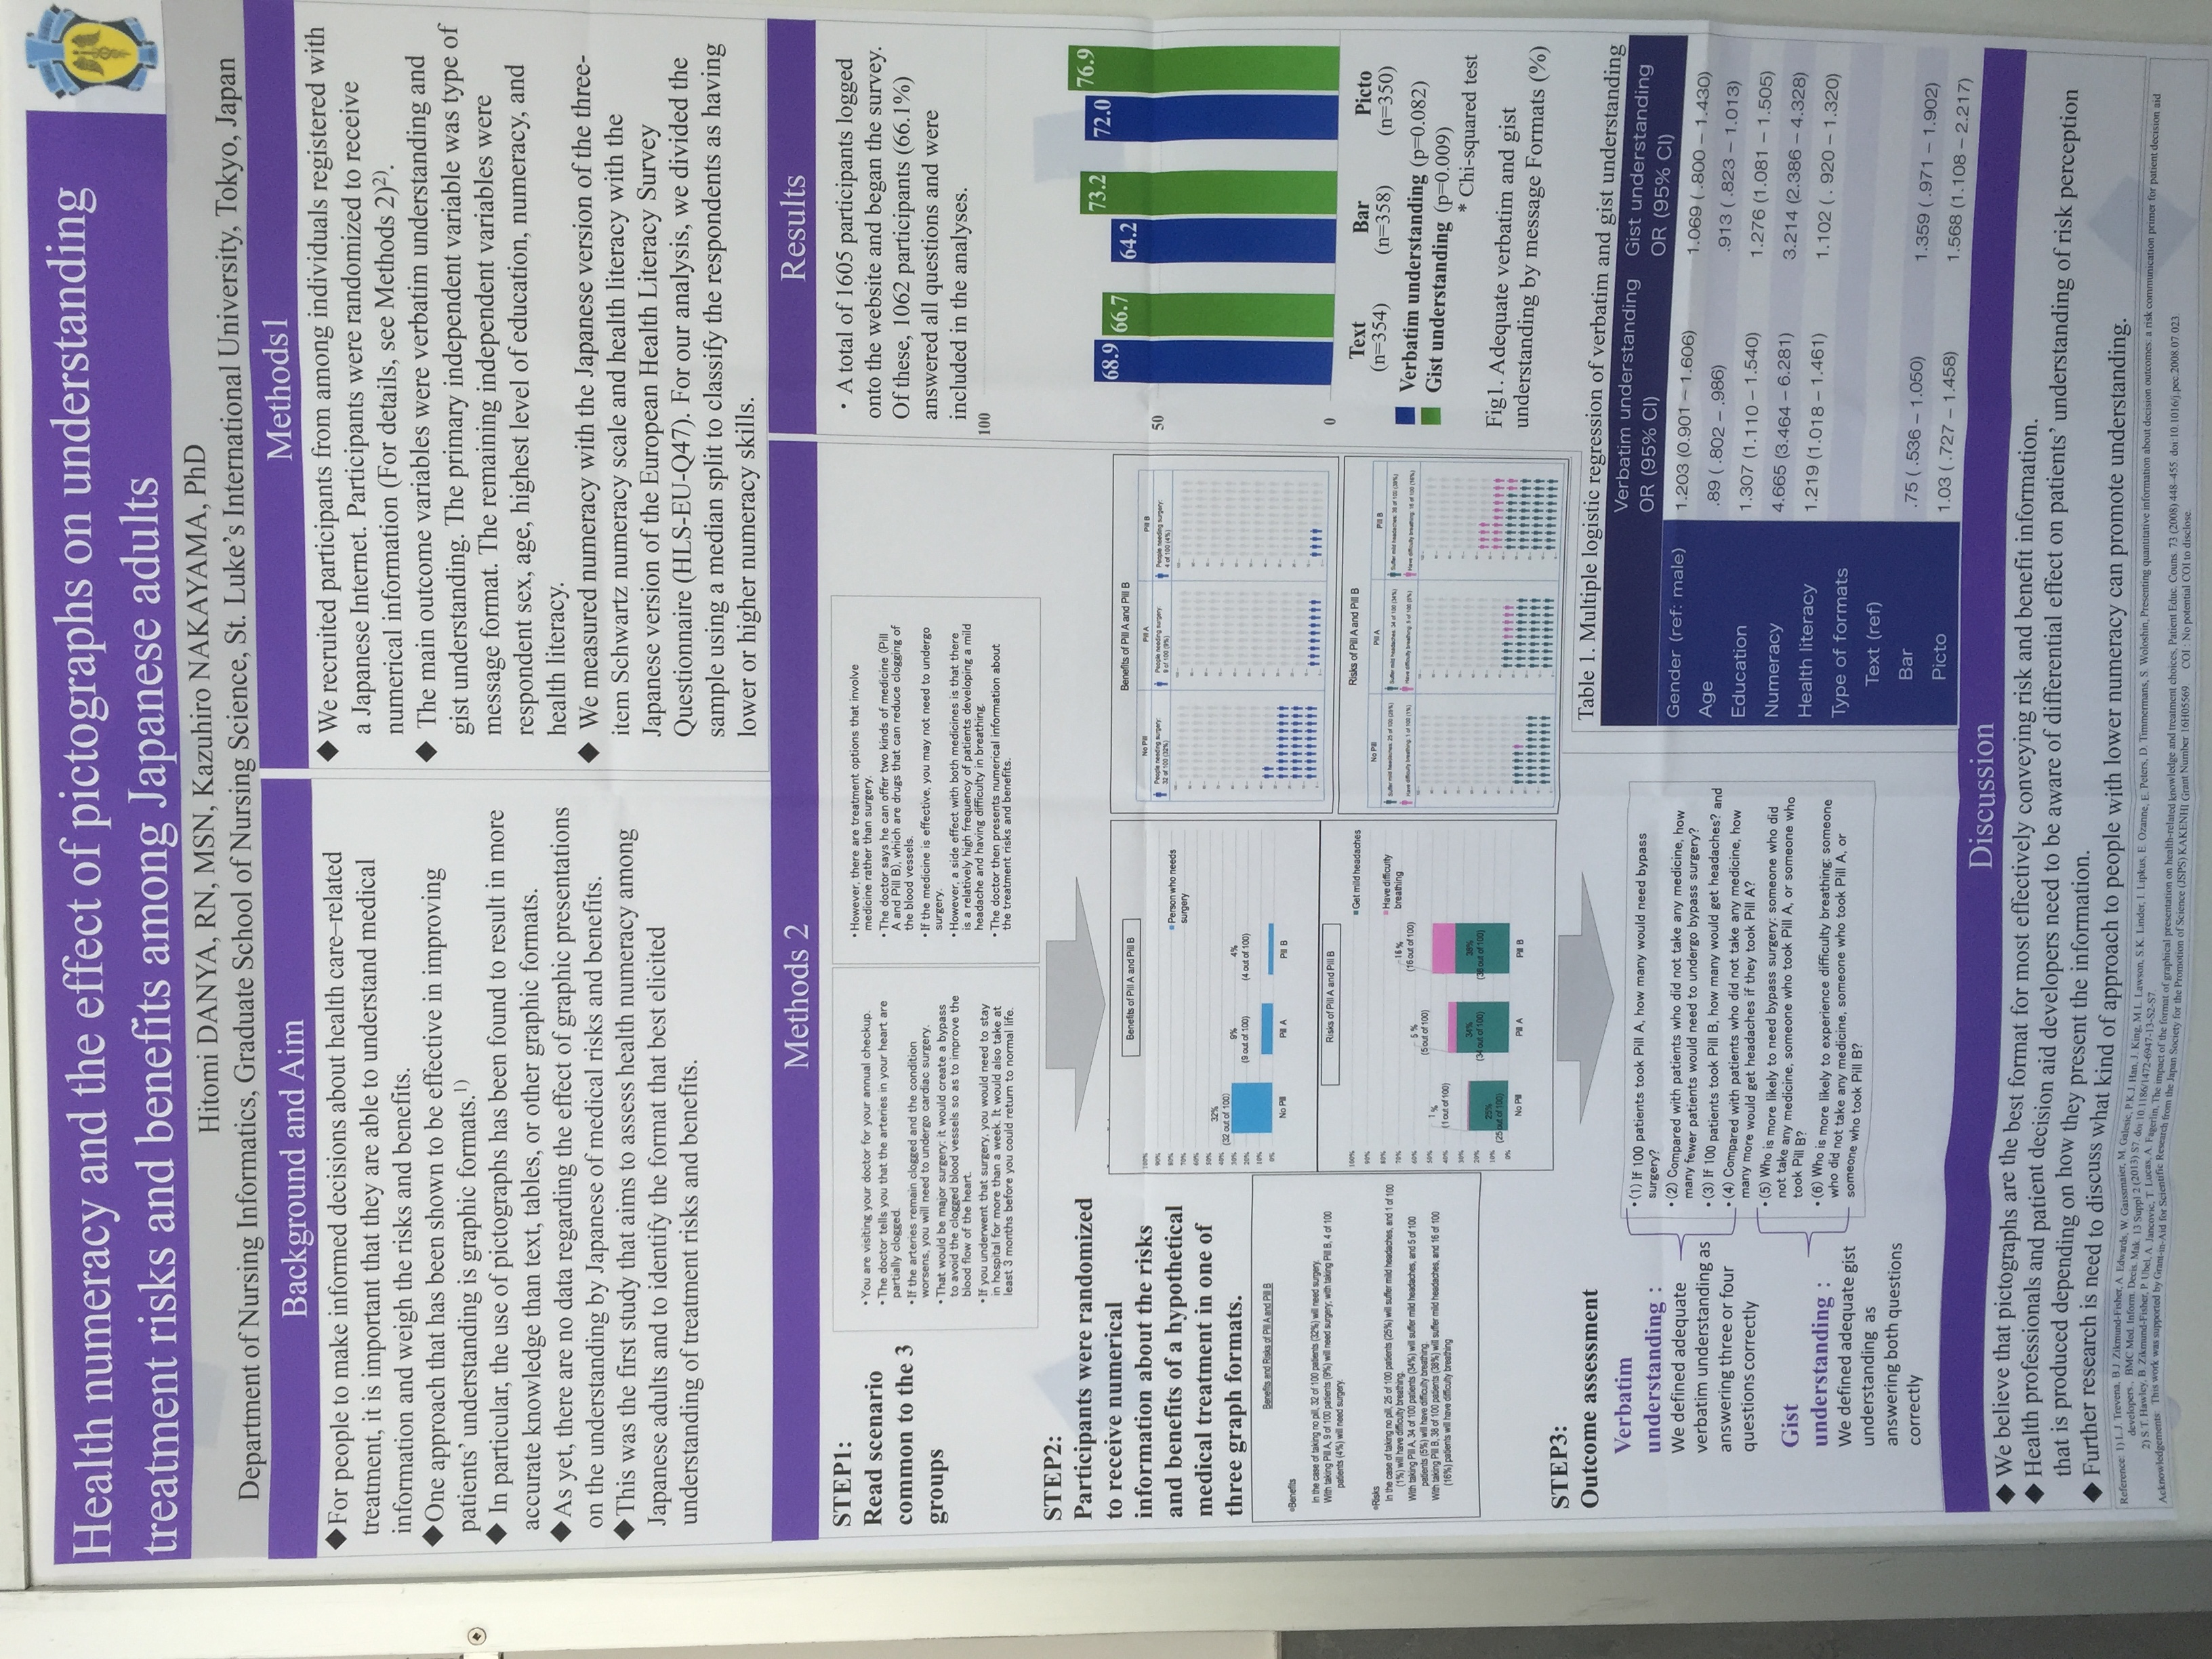 Health numeracy and the effect of pictographs on understanding
treatment risks and benefits among Japanese adults
Hitomi DANYA, RN, MSN, Kazuhiro NAKAYAMA, PhD
Department of Nursing Informatics, Graduate School of Nursing Science, St. Luke's International University, Tokyo, Japan
Background and Aim
◆For people to make informed decisions about health care–related
treatment, it is important that they are able to understand medical
information and weigh the risks and benefits.
◆One approach that has been shown to be effective in improving
patients' understanding is graphic formats.1)
◆ In particular, the use of pictographs has been found to result in more
accurate knowledge than text, tables, or other graphic formats.
◆As yet, there are no data regarding the effect of graphic presentations
on the understanding by Japanese of medical risks and benefits.
◆This was the first study that aims to assess health numeracy among
Japanese adults and to identify the format that best elicited
understanding of treatment risks and benefits.
Methods1
◆ We recruited participants from among individuals registered with
a Japanese Internet. Participants were randomized to receive
numerical information (For details, see Methods 2)2).
◆ The main outcome variables were verbatim understanding and
gist understanding. The primary independent variable was type of
message format. The remaining independent variables were
respondent sex, age, highest level of education, numeracy, and
health literacy.
◆ We measured numeracy with the Japanese version of the three-
item Schwartz numeracy scale and health literacy with the
Japanese version of the European Health Literacy Survey
Questionnaire (HLS-EU-Q47). For our analysis, we divided the
sample using a median split to classify the respondents as having
lower or higher numeracy skills.
Methods 2
STEP1:
Read scenario
common to the 3
groups
• You are visiting your doctor for your annual checkup.
• The doctor tells you that the arteries in your heart are
partially clogged.
• If the arteries remain clogged and the condition
worsens, you will need to undergo cardiac surgery.
• That would be major surgery: it would create a bypass
to avoid the clogged blood vessels so as to improve the
blood flow of the heart.
• If you underwent that surgery, you would need to stay
in hospital for more than a week. It would also take at
least 3 months before you could return to normal life.
• However, there are treatment options that involve
medicine rather than surgery.
• The doctor says he can offer two kinds of medicine (Pill
A and Pill B), which are drugs that can reduce clogging of
the blood vessels.
• If the medicine is effective, you may not need to undergo
surgery.
• However, a side effect with both medicines is that there
is a relatively high frequency of patients developing a mild
headache and having difficulty in breathing.
• The doctor then presents numerical information about
the treatment risks and benefits.
STEP2:
Participants were randomized
to receive numerical
information about the risks
and benefits of a hypothetical
medical treatment in one of
three graph formats.
Benefits and Risks of Pill A and Pill B
Benefits
In the case of taking no pill, 32 of 100 patients (32%) will need surgery.
With taking Pill A, 9 of 100 patients (9%) will need surgery; with taking Pill B, 4 of 100
patients (4%) will need surgery.
Risks
In the case of taking no pill, 25 of 100 patients (25%) will suffer mild headaches, and 1 of 100
(1%) will have difficulty breathing.
With taking Pill A, 34 of 100 patients (34%) will suffer mild headaches, and 5 of 100
patients (5%) will have difficulty breathing.
With taking Pill B, 38 of 100 patients (38%) will suffer mild headaches, and 16 of 100
(16%) patients will have difficulty breathing
Benefits of Pill A and Pill B
100%
90%
80%
70%
60%
50%
40%
30%
20%
10%
0%
Person who needs
surgery
32%
(32 out of 100)
9%
(9 out of 100)
4%
(4 out of 100)
No Pill Pill A Pill B
Risks of Pill A and Pill B
100%
90%
80%
70%
60%
50%
40%
30%
20%
10%
0%
Get mild headaches
Have difficulty
breathing
1%
(1 out of 100)
5%
(5 out of 100)
16%
(16 out of 100)
25%
(25 out of 100)
34%
(34 out of 100)
38%
(38 out of 100)
No Pill Pill A Pill B
Benefits of Pill A and Pill B
No Pill Pill A Pill B
People needing surgery:
32 of 100 (32%)
People needing surgery:
9 of 100 (9%)
People needing surgery:
4 of 100 (4%)
Risks of Pill A and Pill B
No Pill Pill A Pill B
Suffer mild headaches: 25 of 100 (25%)
Have difficulty breathing: 1 of 100 (1%)
Suffer mild headaches: 34 of 100 (34%)
Have difficulty breathing: 5 of 100 (5%)
Suffer mild headaches: 38 of 100 (38%)
Have difficulty breathing: 16 of 100 (16%)
STEP3:
Outcome assessment
Verbatim
understanding :
We defined adequate
verbatim understanding as
answering three or four
questions correctly
Gist
understanding :
We defined adequate gist
understanding as
answering both questions
correctly
• (1) If 100 patients took Pill A, how many would need bypass
surgery?
• (2) Compared with patients who did not take any medicine, how
many fewer patients would need to undergo bypass surgery?
• (3) If 100 patients took Pill B, how many would get headaches? and
• (4) Compared with patients who did not take any medicine, how
many more would get headaches if they took Pill A?
• (5) Who is more likely to need bypass surgery: someone who did
not take any medicine, someone who took Pill A, or someone who
took Pill B?
• (6) Who is more likely to experience difficulty breathing: someone
who did not take any medicine, someone who took Pill A, or
someone who took Pill B?
Results
・A total of 1605 participants logged
onto the website and began the survey.
Of these, 1062 participants (66.1%)
answered all questions and were
included in the analyses.
100
50
0
68.9 66.7 64.2 73.2 72.0 76.9
Text Bar Picto
(n=354) (n=358) (n=350)
Verbatim understanding (p=0.082)
Gist understanding (p=0.009)
* Chi-squared test
Fig1. Adequate verbatim and gist
understanding by message Formats (%)
Table 1. Multiple logistic regression of verbatim and gist understanding
Verbatim understanding Gist understanding
OR (95% CI) OR (95% CI)
Gender (ref: male) 1.203 (0.901 – 1.606) 1.069 ( .800 – 1.430)
Age .89 ( .802 – .986) .913 ( .823 – 1.013)
Education 1.307 (1.110 – 1.540) 1.276 (1.081 – 1.505)
Numeracy 4.665 (3.464 – 6.281) 3.214 (2.386 – 4.328)
Health literacy 1.219 (1.018 – 1.461) 1.102 ( . 920 – 1.320)
Type of formats
Text (ref)
Bar .75 ( .536 – 1.050) 1.359 ( .971 – 1.902)
Picto 1.03 ( .727 – 1.458) 1.568 (1.108 – 2.217)
Discussion
◆ We believe that pictographs are the best format for most effectively conveying risk and benefit information.
◆ Health professionals and patient decision aid developers need to be aware of differential effect on patients' understanding of risk perception
that is produced depending on how they present the information.
◆ Further research is need to discuss what kind of approach to people with lower numeracy can promote understanding.
Reference: 1) L.J. Trevena, B.J. Zikmund-Fisher, A. Edwards, W. Gaissmaier, M. Galesic, P.K.J. Han, J. King, M.L. Lawson, S.K. Linder, I. Lipkus, E. Ozanne, E. Peters, D. Timmermans, S. Woloshin, Presenting quantitative information about decision outcomes: a risk communication primer for patient decision aid
developers., BMC Med. Inform. Decis. Mak. 13 Suppl 2 (2013) S7. doi:10.1186/1472-6947-13-S2-S7.
2) S.T. Hawley, B. Zikmund-Fisher, P. Ubel, A. Jancovic, T. Lucas, A. Fagerlin, The impact of the format of graphical presentation on health-related knowledge and treatment choices, Patient Educ. Couns. 73 (2008) 448–455. doi:10.1016/j.pec.2008.07.023.
Acknowledgements: This work was supported by Grant-in-Aid for Scientific Research from the Japan Society for the Promotion of Science (JSPS) KAKENHI Grant Number 16H05569. COI : No potential COI to disclose.